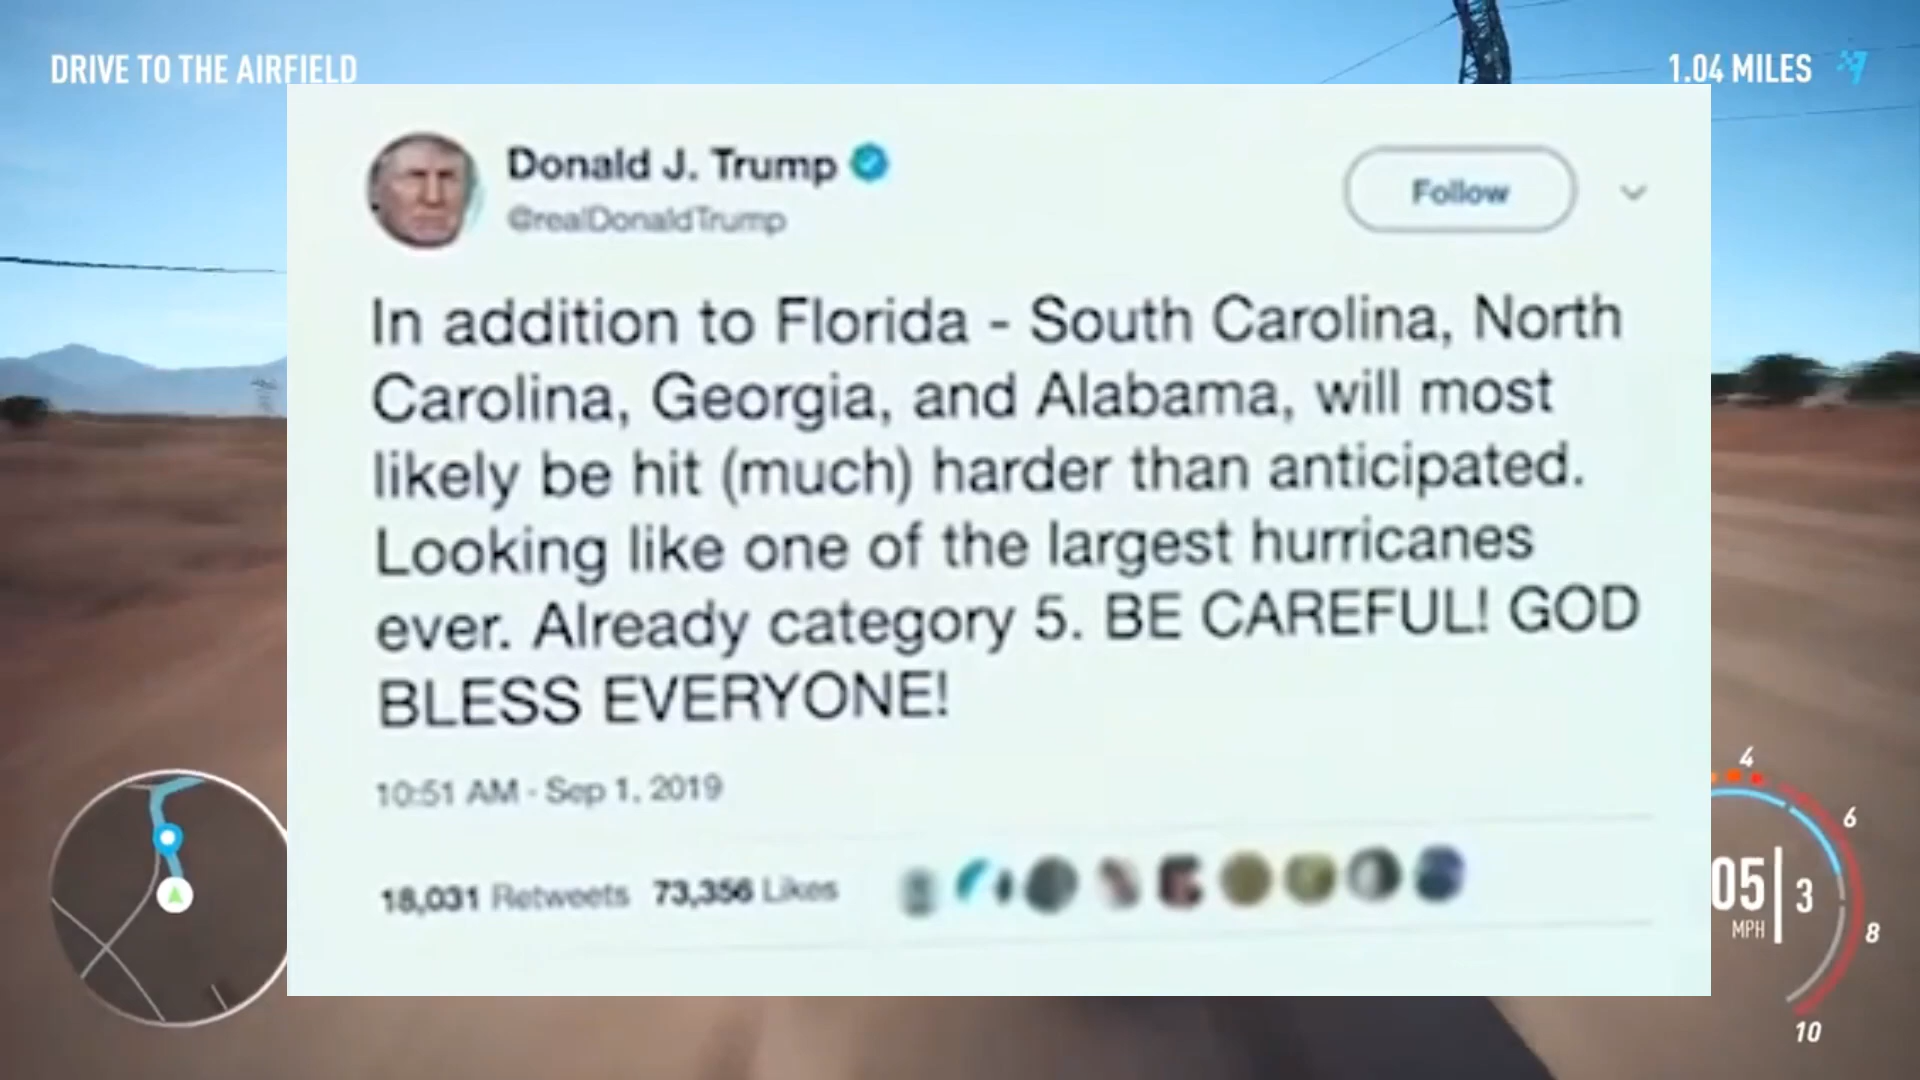 DRIVE TO THE AIRFIELD
1.04 MILES
Donald J. Trump
@realDonaldTrump
Follow
In addition to Florida - South Carolina, North
Carolina, Georgia, and Alabama, will most
likely be hit (much) harder than anticipated.
Looking like one of the largest hurricanes
ever. Already category 5. BE CAREFUL! GOD
BLESS EVERYONE!
10:51 AM - Sep 1, 2019
18,031 Retweets 73,356 Likes
4
6
05 3
MPH
8
10